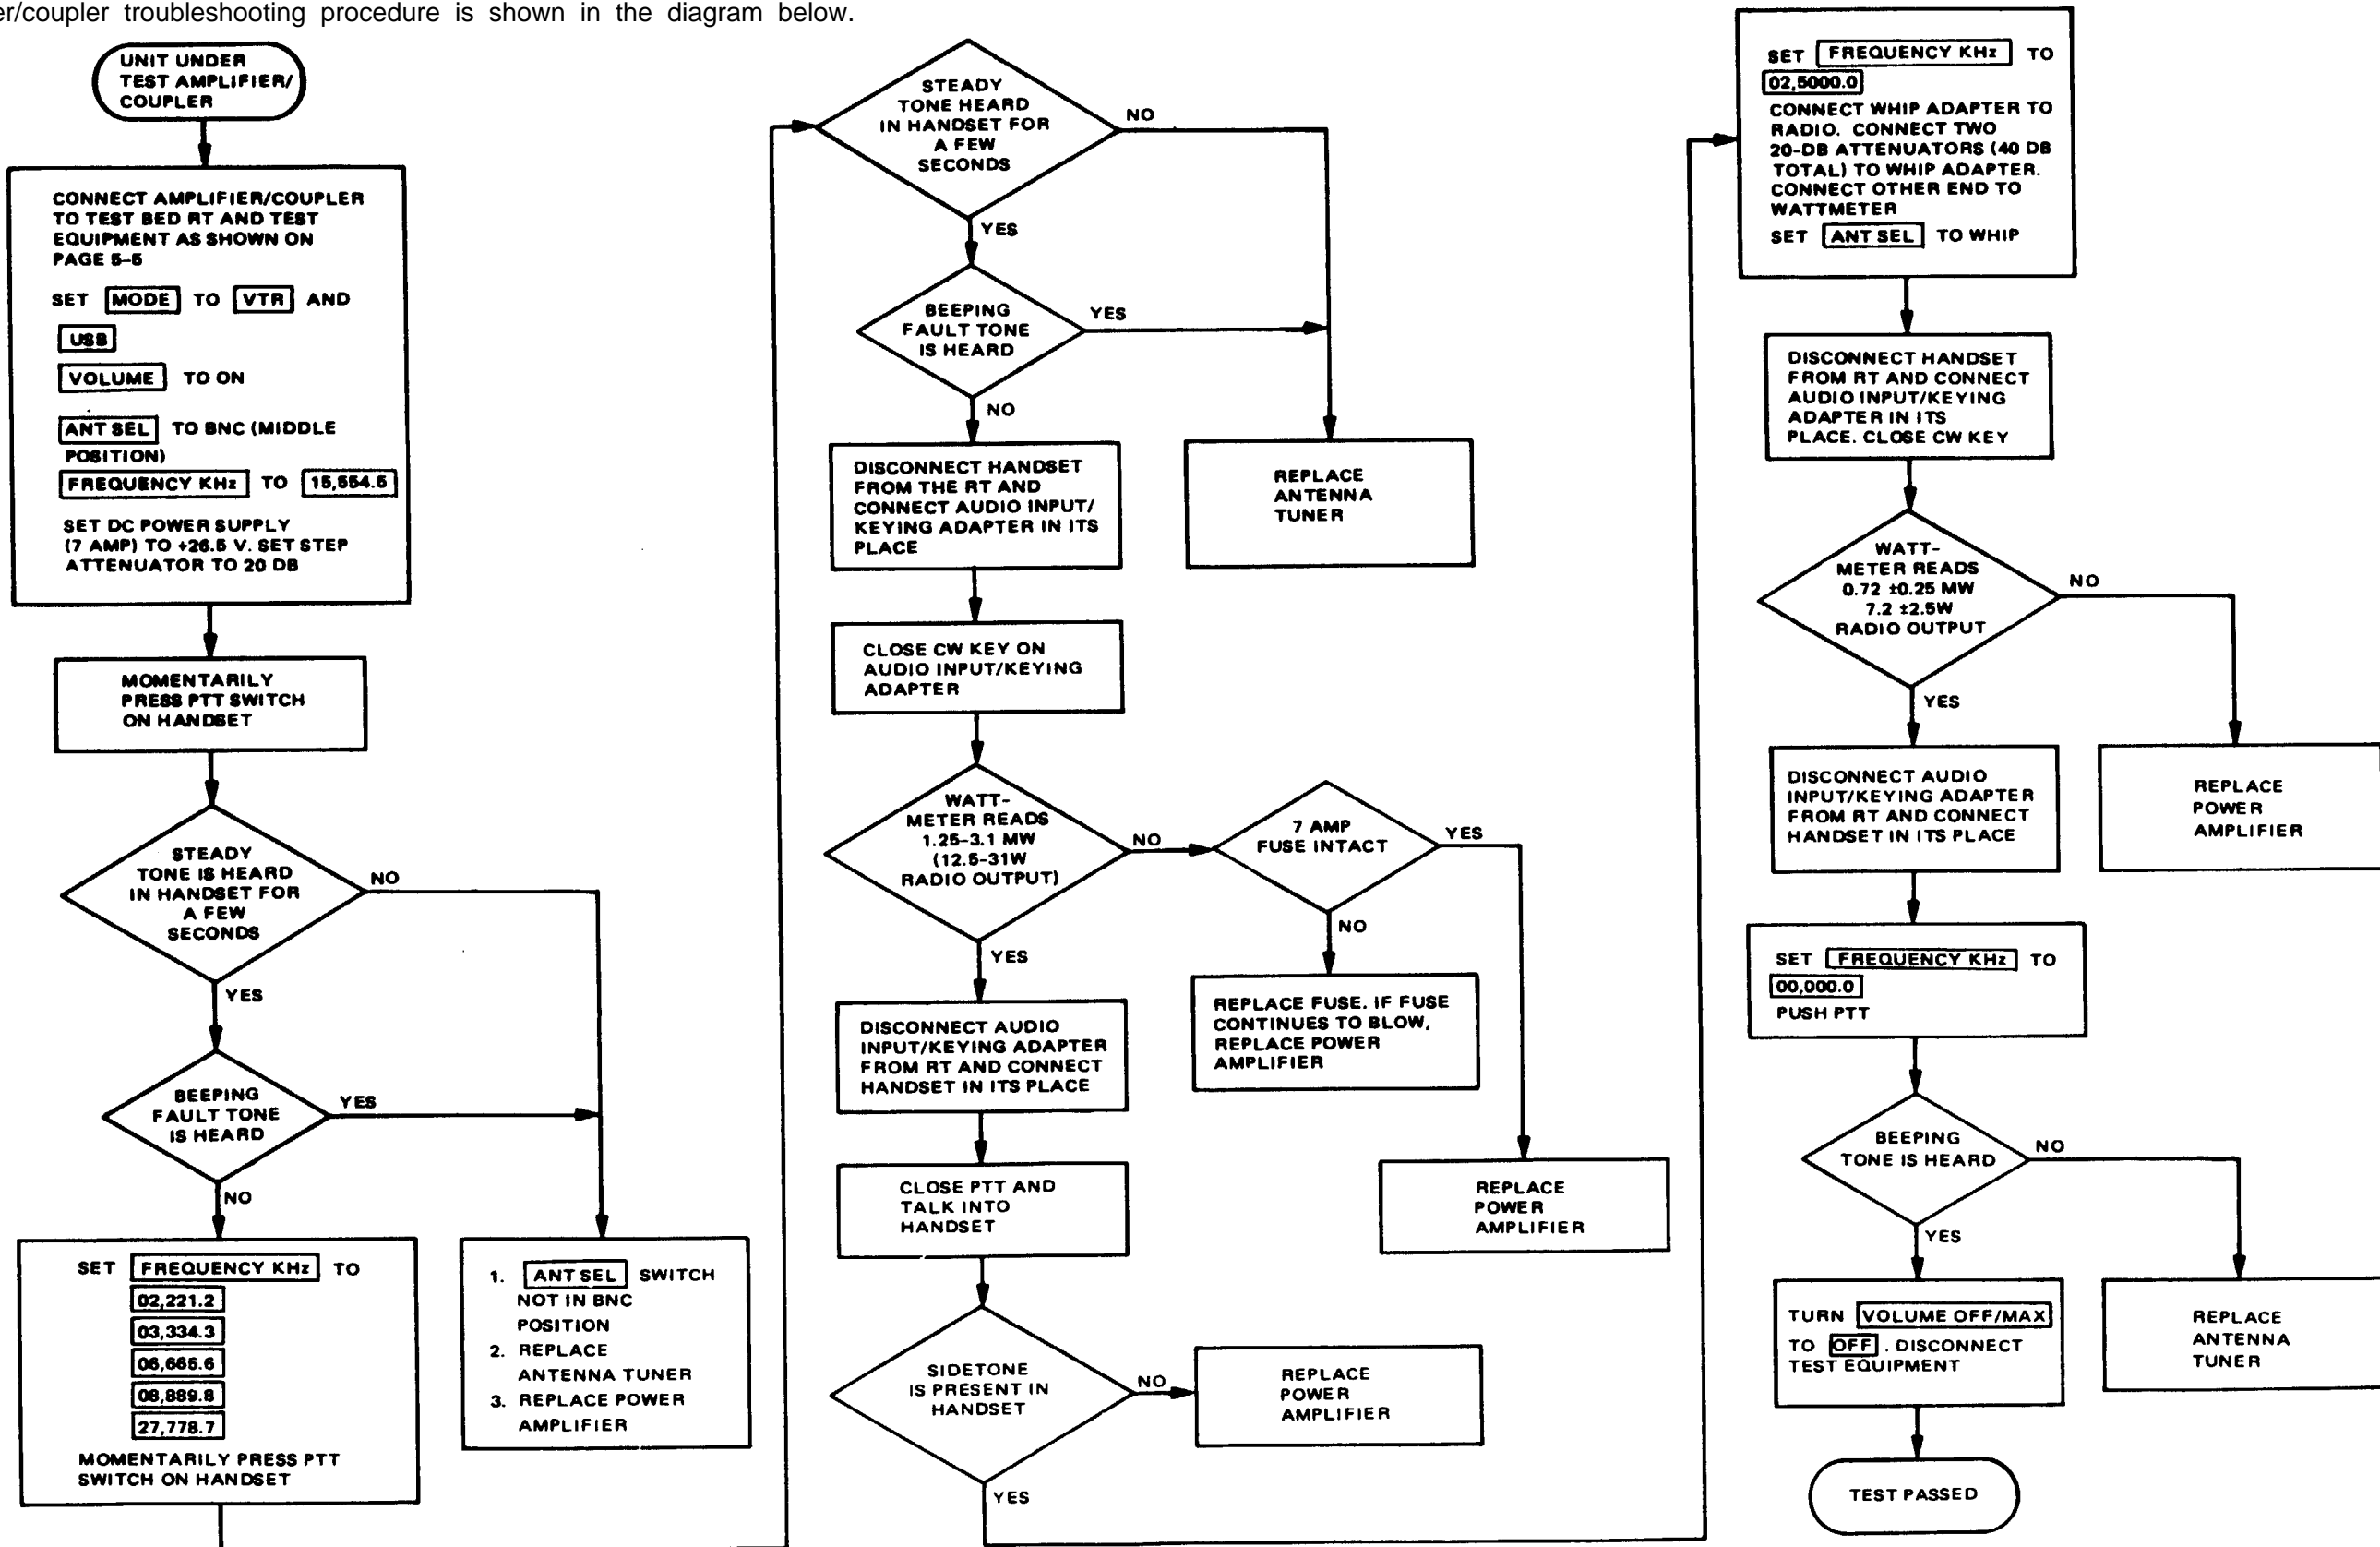 er/coupler troubleshooting procedure is shown in the diagram below.
UNIT UNDER
TEST AMPLIFIER/
COUPLER
CONNECT AMPLIFIER/COUPLER
TO TEST BED RT AND TEST
EQUIPMENT AS SHOWN ON
PAGE 5-5
SET MODE TO VTR AND
USB
VOLUME TO ON
ANT SEL TO BNC (MIDDLE
POSITION)
FREQUENCY KHz TO 15,554.5
SET DC POWER SUPPLY
(7 AMP) TO +26.5 V. SET STEP
ATTENUATOR TO 20 DB
MOMENTARILY
PRESS PTT SWITCH
ON HANDSET
STEADY
TONE IS HEARD
IN HANDSET FOR
A FEW
SECONDS
NO
YES
BEEPING
FAULT TONE
IS HEARD
YES
NO
SET FREQUENCY KHz TO
02,221.2
03,334.3
06,665.6
08,889.8
27,778.7
MOMENTARILY PRESS PTT
SWITCH ON HANDSET
1. ANT SEL SWITCH
NOT IN BNC
POSITION
2. REPLACE
ANTENNA TUNER
3. REPLACE POWER
AMPLIFIER
STEADY
TONE HEARD
IN HANDSET FOR
A FEW
SECONDS
NO
YES
BEEPING
FAULT TONE
IS HEARD
YES
NO
DISCONNECT HANDSET
FROM THE RT AND
CONNECT AUDIO INPUT/
KEYING ADAPTER IN ITS
PLACE
REPLACE
ANTENNA
TUNER
CLOSE CW KEY ON
AUDIO INPUT/KEYING
ADAPTER
WATT-
METER READS
1.25-3.1 MW
(12.5-31W
RADIO OUTPUT)
NO
YES
7 AMP
FUSE INTACT
YES
NO
REPLACE FUSE. IF FUSE
CONTINUES TO BLOW,
REPLACE POWER
AMPLIFIER
REPLACE
POWER
AMPLIFIER
DISCONNECT AUDIO
INPUT/KEYING ADAPTER
FROM RT AND CONNECT
HANDSET IN ITS PLACE
CLOSE PTT AND
TALK INTO
HANDSET
SIDETONE
IS PRESENT IN
HANDSET
NO
YES
REPLACE
POWER
AMPLIFIER
SET FREQUENCY KHz TO
02,5000.0
CONNECT WHIP ADAPTER TO
RADIO. CONNECT TWO
20-DB ATTENUATORS (40 DB
TOTAL) TO WHIP ADAPTER.
CONNECT OTHER END TO
WATTMETER
SET ANT SEL TO WHIP
DISCONNECT HANDSET
FROM RT AND CONNECT
AUDIO INPUT/KEYING
ADAPTER IN ITS
PLACE. CLOSE CW KEY
WATT-
METER READS
0.72 ±0.25 MW
7.2 ±2.5W
RADIO OUTPUT
NO
YES
DISCONNECT AUDIO
INPUT/KEYING ADAPTER
FROM RT AND CONNECT
HANDSET IN ITS PLACE
REPLACE
POWER
AMPLIFIER
SET FREQUENCY KHz TO
00,000.0
PUSH PTT
BEEPING
TONE IS HEARD
NO
YES
TURN VOLUME OFF/MAX
TO OFF . DISCONNECT
TEST EQUIPMENT
REPLACE
ANTENNA
TUNER
TEST PASSED